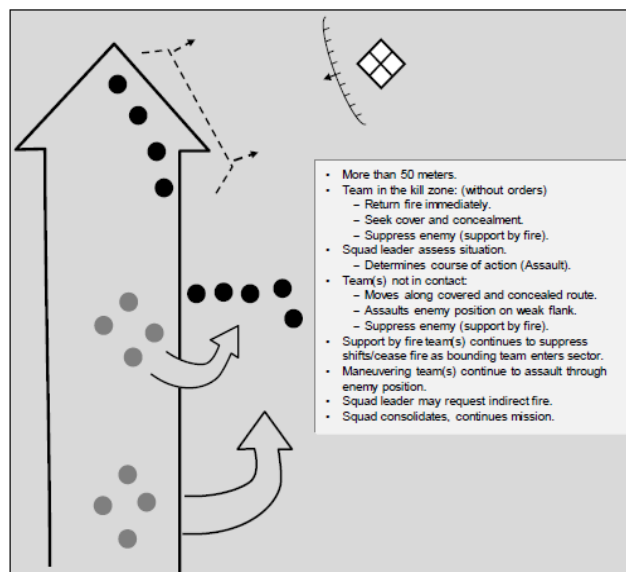 • More than 50 meters.
• Team in the kill zone: (without orders)
– Return fire immediately.
– Seek cover and concealment.
– Suppress enemy (support by fire).
• Squad leader assess situation.
– Determines course of action (Assault).
• Team(s) not in contact:
– Moves along covered and concealed route.
– Assaults enemy position on weak flank.
– Suppress enemy (support by fire).
• Support by fire team(s) continues to suppress
shifts/cease fire as bounding team enters sector.
• Maneuvering team(s) continue to assault through
enemy position.
• Squad leader may request indirect fire.
• Squad consolidates, continues mission.